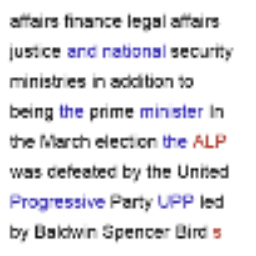 affairs finance legal affairs
justice and national security
ministries in addition to
being the prime minister In
the March election the ALP
was defeated by the United
Progressive Party UPP led
by Baldwin Spencer Bird s